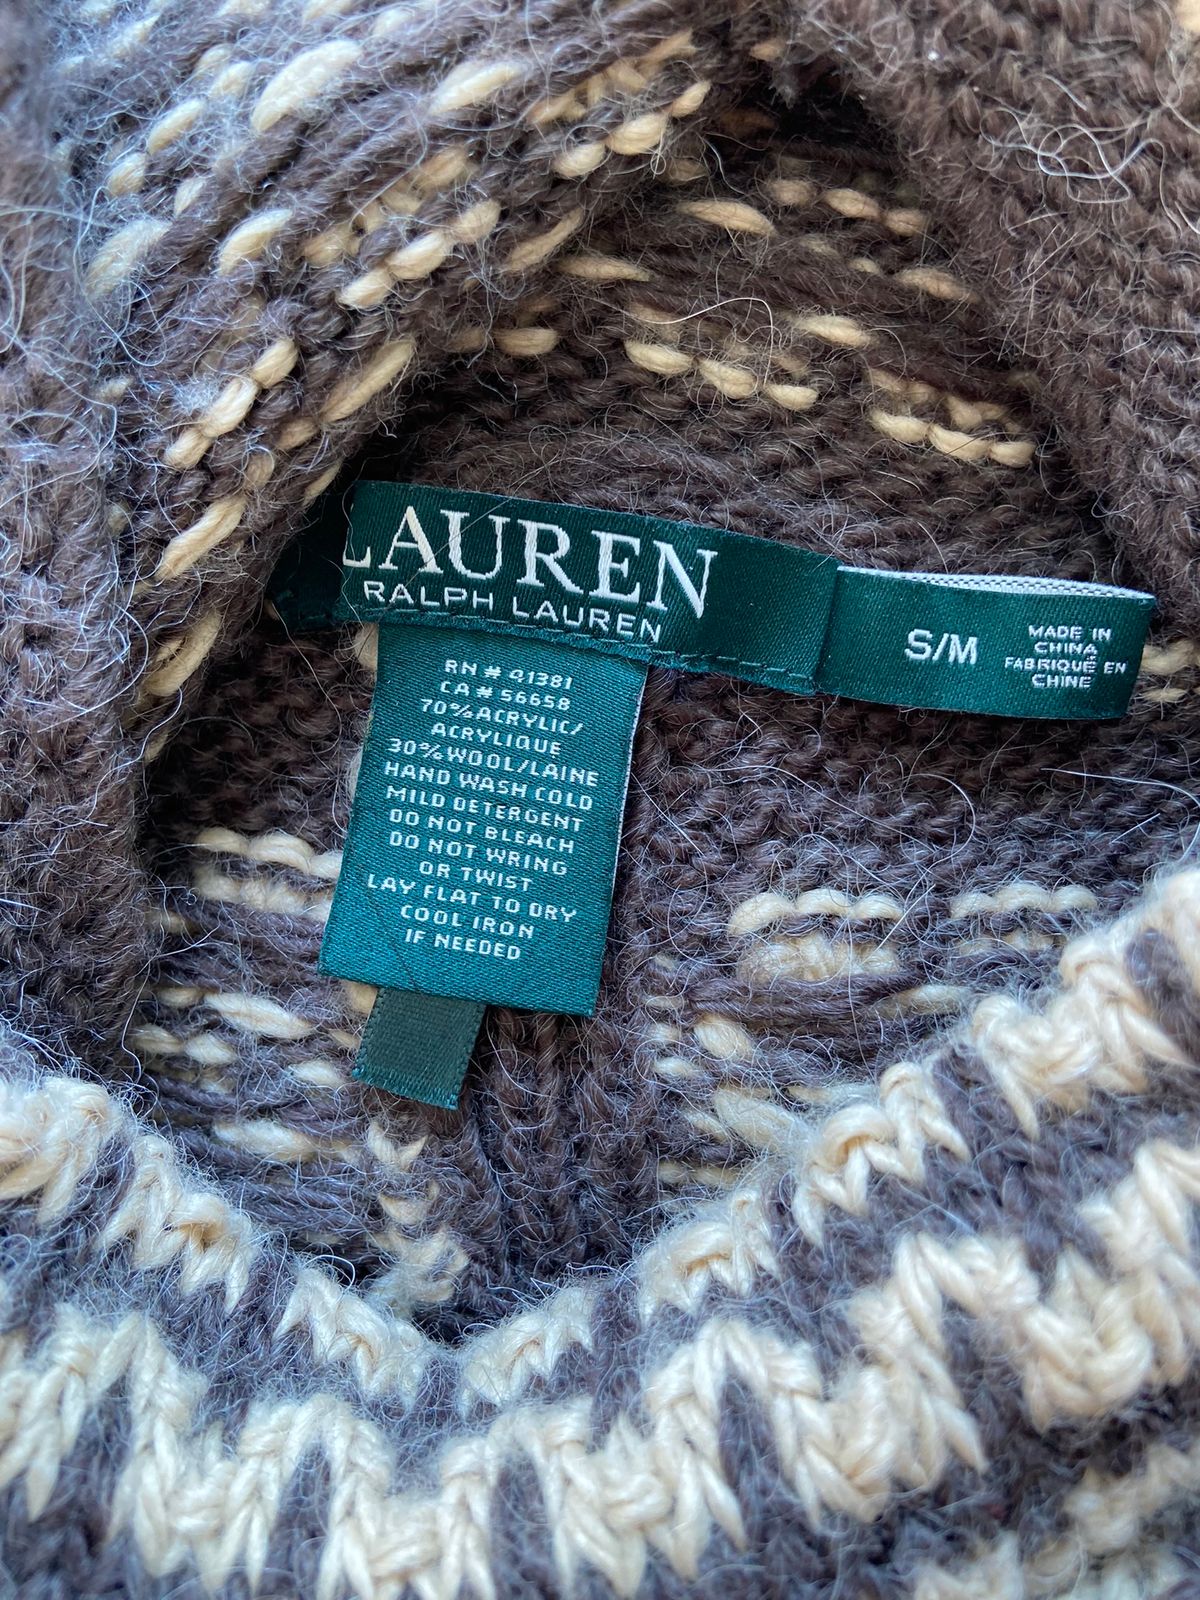 LAUREN
RALPH LAUREN
S/M
MADE IN
CHINA
FABRIQUÉ EN
CHINE
RN # 41381
CA # 56658
70% ACRYLIC/
ACRYLIQUE
30% WOOL/LAINE
HAND WASH COLD
MILD DETERGENT
DO NOT BLEACH
DO NOT WRING
OR TWIST
LAY FLAT TO DRY
COOL IRON
IF NEEDED